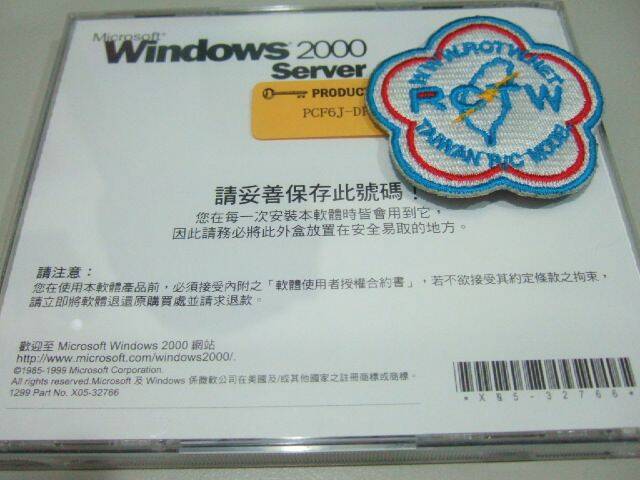 Microsoft®
Windows® 2000
Server
PRODUCT
PCF6J-D
WWW.ROTW.NET
ROTW
TAIWAN R/C MODE
請妥善保存此號碼!
您在每一次安裝本軟體時皆會用到它,
因此請務必將此外盒放置在安全易取的地方。
請注意:
您在使用本軟體產品前,必須接受內附之「軟體使用者授權合約書」,若不欲接受其約定條款之拘束,
請立即將軟體退還原購買處並請求退款。
歡迎至 Microsoft Windows 2000 網站
http://www.microsoft.com/windows2000/.
©1985-1999 Microsoft Corporation.
All rights reserved.Microsoft 及 Windows 係微軟公司在美國及/或其他國家之註冊商標或商標。
1299 Part No. X05-32766
*X05-32766*